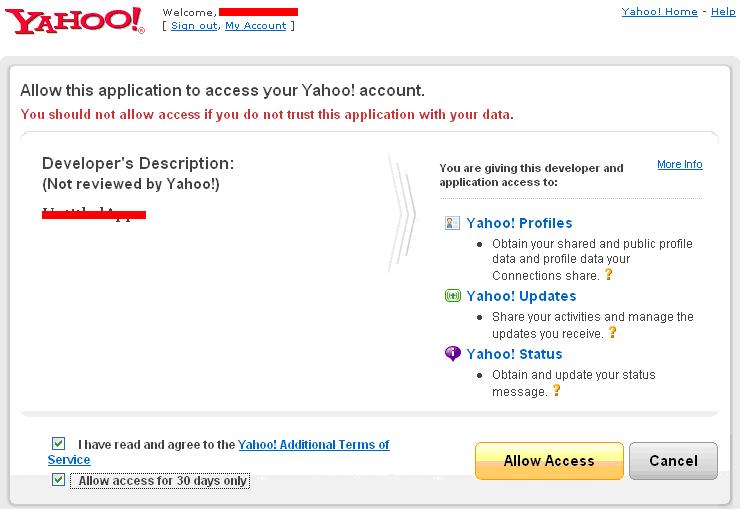 YAHOO!
Welcome,
[ Sign out, My Account ]
Yahoo! Home - Help
Allow this application to access your Yahoo! account.
You should not allow access if you do not trust this application with your data.
Developer's Description:
(Not reviewed by Yahoo!)
You are giving this developer and
application access to:
More Info
Yahoo! Profiles
• Obtain your shared and public profile
data and profile data your
Connections share. ?
Yahoo! Updates
• Share your activities and manage the
updates you receive. ?
Yahoo! Status
• Obtain and update your status
message. ?
I have read and agree to the Yahoo! Additional Terms of
Service
Allow access for 30 days only
Allow Access
Cancel